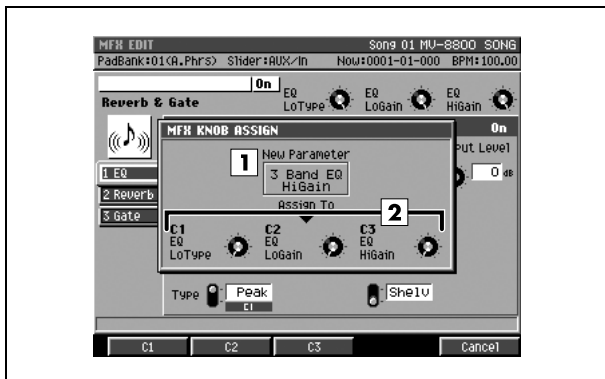 MFX EDIT Song 01 MV-8800 SONG
PadBank:01(A.Phrs) Slider:AUX/In Now:0001-01-000 BPM:100.00
On
Reverb & Gate
EQ LoType
EQ LoGain
EQ HiGain
MFX KNOB ASSIGN
On
1
New Parameter
3 Band EQ
HiGain
Assign To
2
put Level
0 dB
1 EQ
2 Reverb
3 Gate
C1
EQ
LoType
C2
EQ
LoGain
C3
EQ
HiGain
Type Peak
C1
Shelv
C1 C2 C3 Cancel